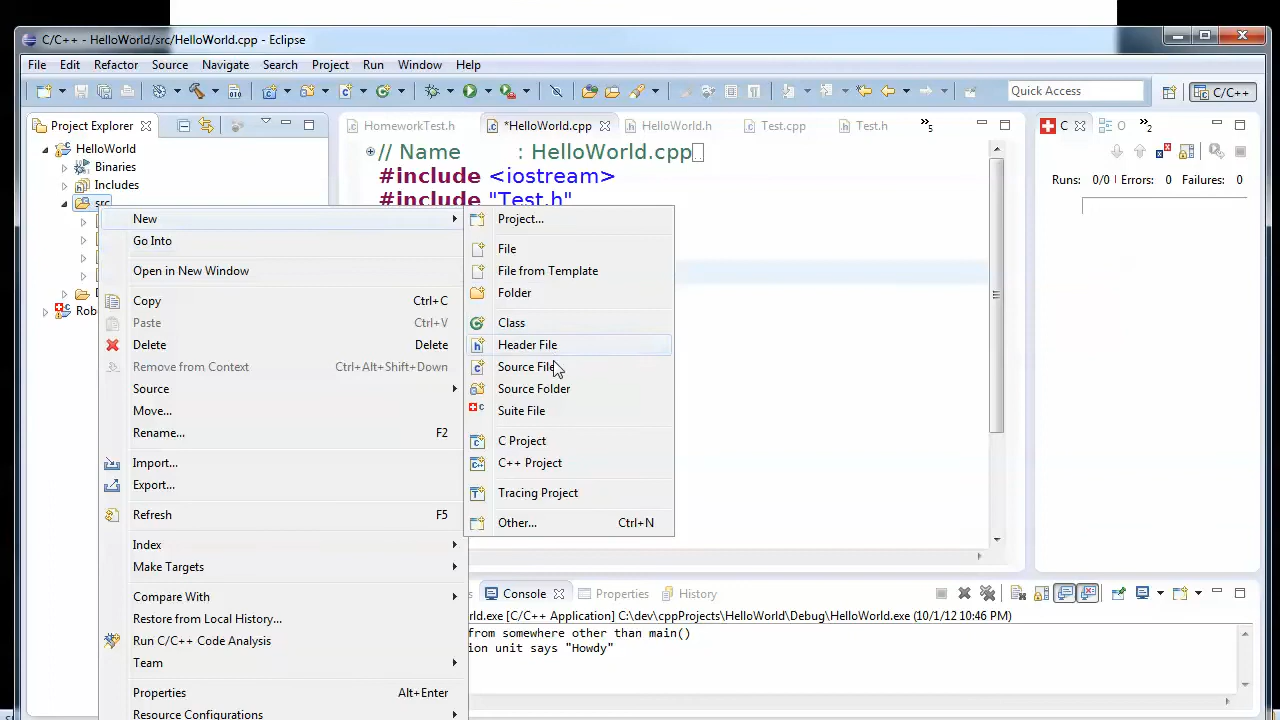 C/C++ - HelloWorld/src/HelloWorld.cpp - Eclipse
File Edit Refactor Source Navigate Search Project Run Window Help
Quick Access
C/C++
Project Explorer
HelloWorld
Binaries
Includes
src
HomeworkTest.h *HelloWorld.cpp HelloWorld.h Test.cpp Test.h 5
// Name : HelloWorld.cpp
#include <iostream>
#include "Test.h"
C O 2
Runs: 0/0 Errors: 0 Failures: 0
New
Go Into
Open in New Window
Copy Ctrl+C
Paste Ctrl+V
Delete Delete
Remove from Context Ctrl+Alt+Shift+Down
Source
Move...
Rename... F2
Import...
Export...
Refresh F5
Index
Make Targets
Compare With
Restore from Local History...
Run C/C++ Code Analysis
Team
Properties Alt+Enter
Resource Configurations
Project...
File
File from Template
Folder
Class
Header File
Source File
Source Folder
Suite File
C Project
C++ Project
Tracing Project
Other... Ctrl+N
Console Properties History
rld.exe [C/C++ Application] C:\dev\cppProjects\HelloWorld\Debug\HelloWorld.exe (10/1/12 10:46 PM)
from somewhere other than main()
ion unit says "Howdy"